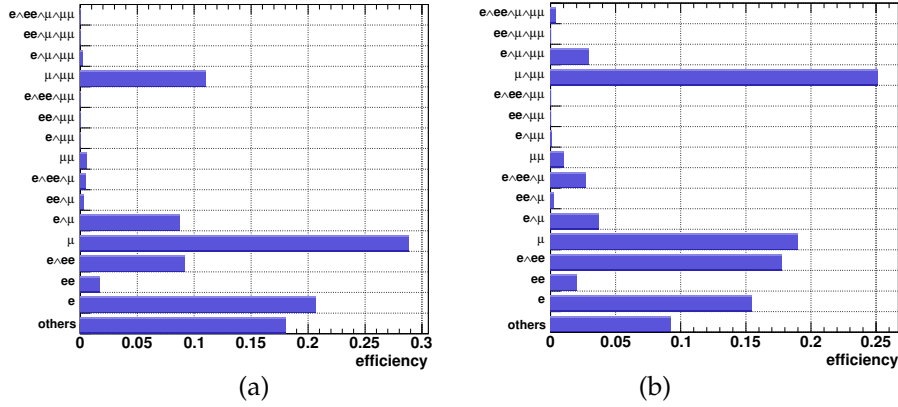 e∧ee∧μ∧μμ
ee∧μ∧μμ
e∧μ∧μμ
μ∧μμ
e∧ee∧μμ
ee∧μμ
e∧μμ
μμ
e∧ee∧μ
ee∧μ
e∧μ
μ
e∧ee
ee
e
others
0 0.05 0.1 0.15 0.2 0.25 0.3
efficiency
(a)
e∧ee∧μ∧μμ
ee∧μ∧μμ
e∧μ∧μμ
μ∧μμ
e∧ee∧μμ
ee∧μμ
e∧μμ
μμ
e∧ee∧μ
ee∧μ
e∧μ
μ
e∧ee
ee
e
others
0 0.05 0.1 0.15 0.2 0.25
efficiency
(b)